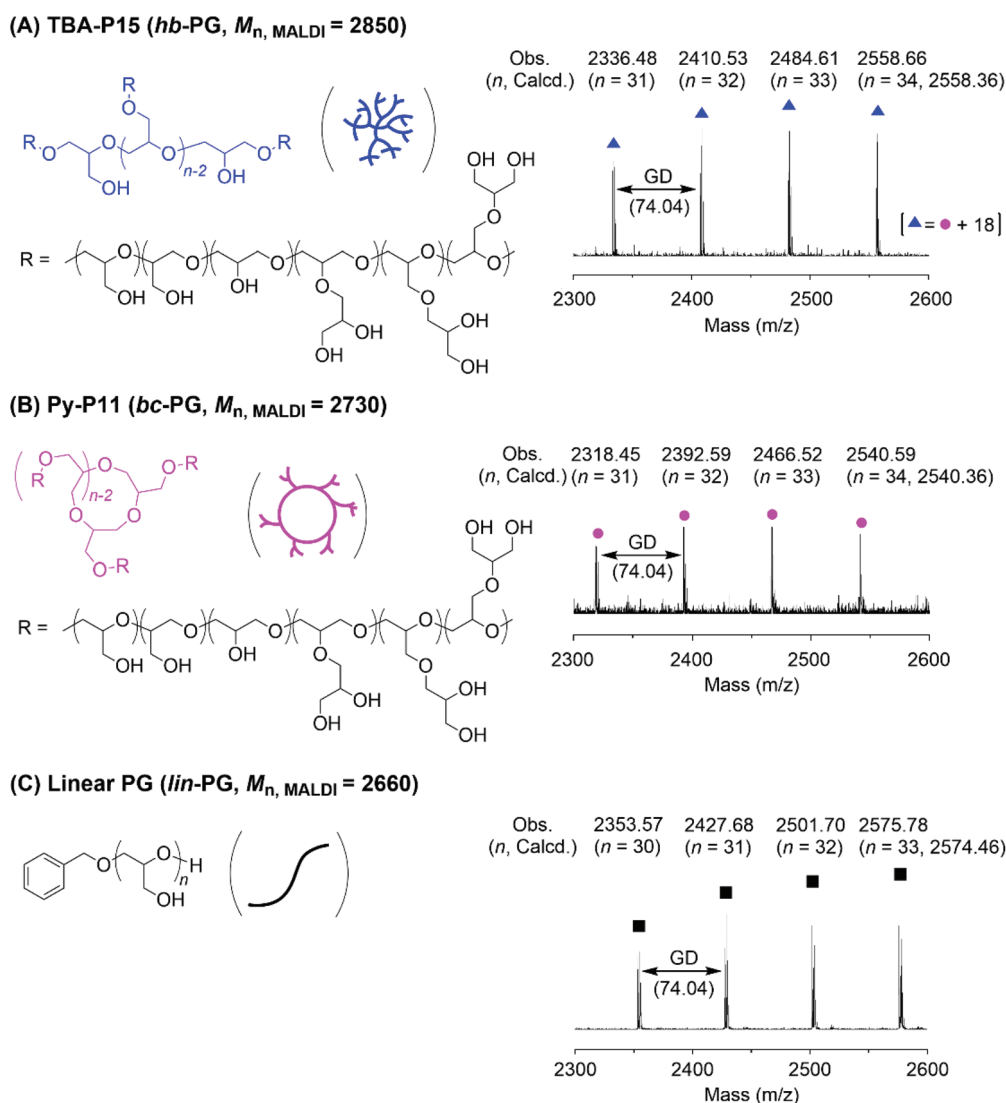 (A) TBA-P15 (hb-PG, Mn, MALDI = 2850)
Obs. 2336.48 2410.53 2484.61 2558.66
(n, Calcd.) (n = 31) (n = 32) (n = 33) (n = 34, 2558.36)
R
O
R O O O O R
n-2
OH OH
GD
(74.04)
[▲= ● + 18]
2300 2400 2500 2600
Mass (m/z)
OH OH
O
R = O O O O O O
OH OH OH O O
OH OH
OH OH
(B) Py-P11 (bc-PG, Mn, MALDI = 2730)
Obs. 2318.45 2392.59 2466.52 2540.59
(n, Calcd.) (n = 31) (n = 32) (n = 33) (n = 34, 2540.36)
O O O-R
R n-2
O O
O-R
GD
(74.04)
2300 2400 2500 2600
Mass (m/z)
OH OH
O
R = O O O O O O
OH OH OH O O
OH OH
OH OH
(C) Linear PG (lin-PG, Mn, MALDI = 2660)
Obs. 2353.57 2427.68 2501.70 2575.78
(n, Calcd.) (n = 30) (n = 31) (n = 32) (n = 33, 2574.46)
O O H
n
OH
GD
(74.04)
2300 2400 2500 2600
Mass (m/z)